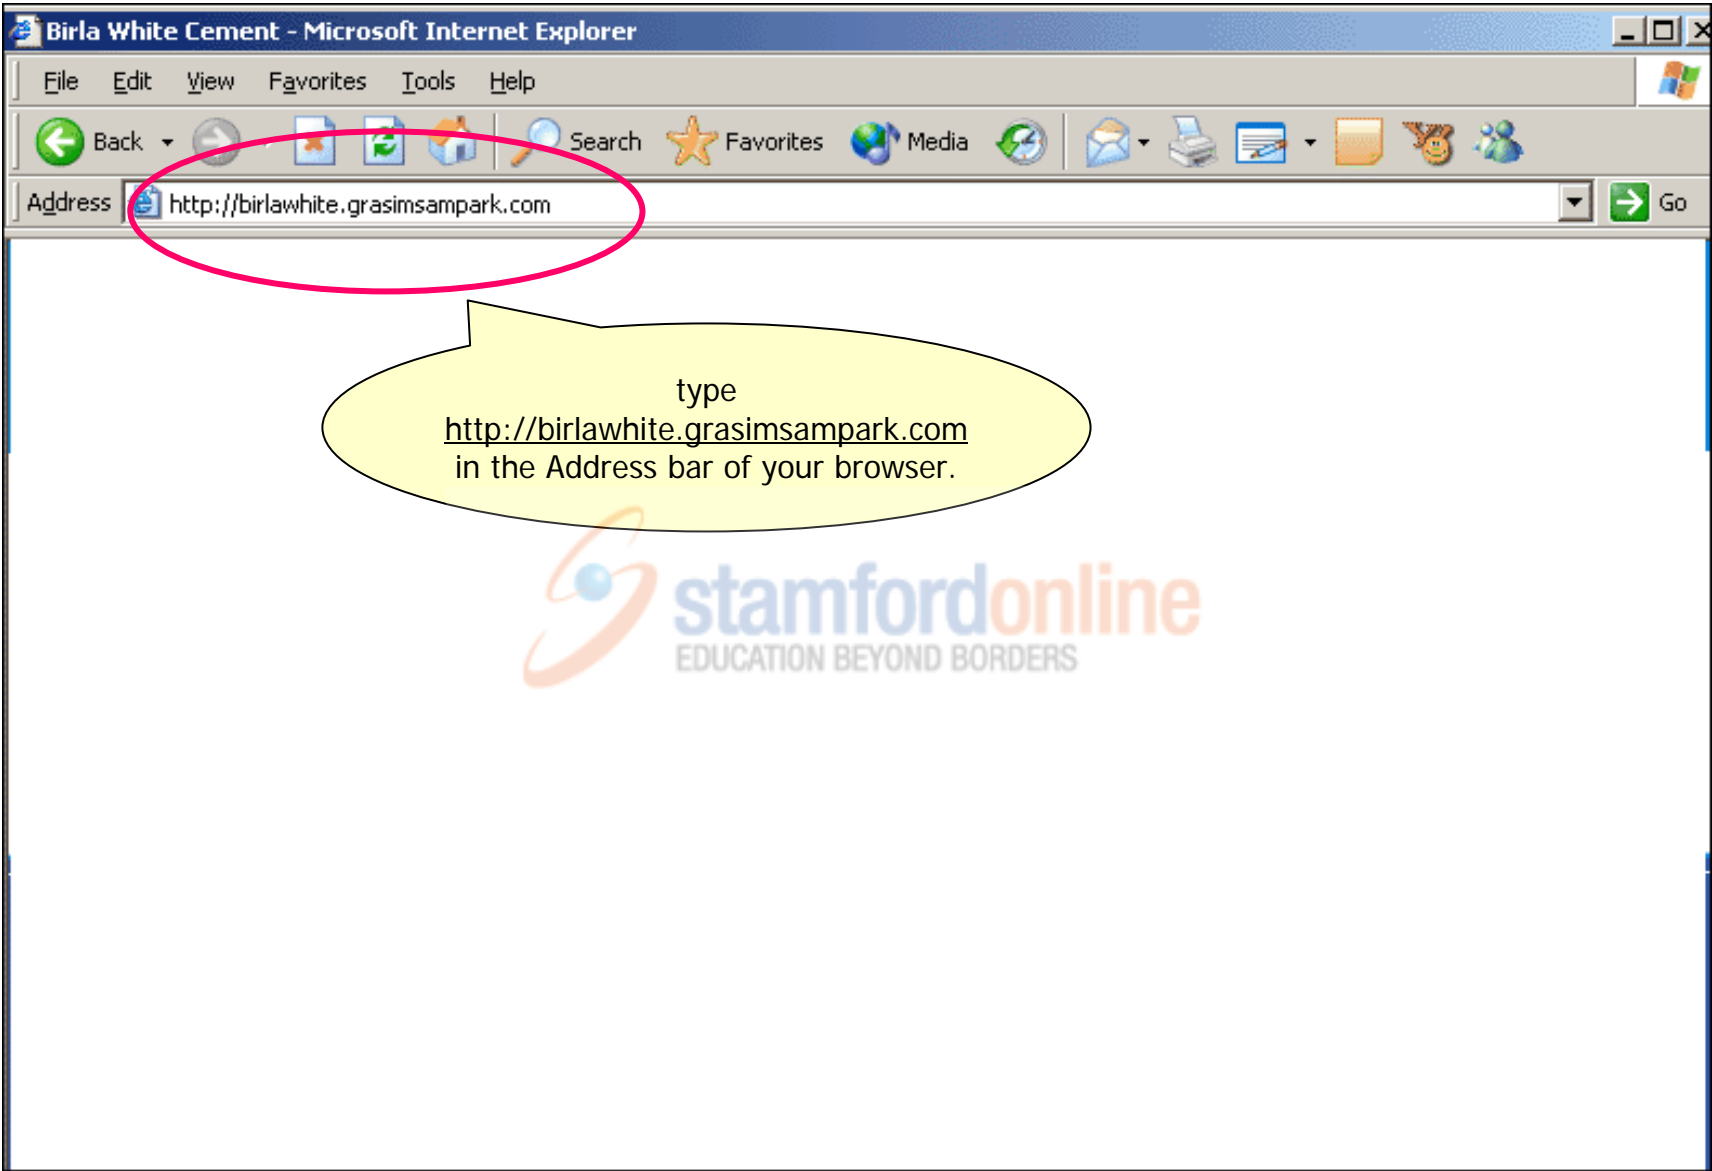 Birla White Cement - Microsoft Internet Explorer
File Edit View Favorites Tools Help
Back Search Favorites Media
Address http://birlawhite.grasimsampark.com Go
type
http://birlawhite.grasimsampark.com
in the Address bar of your browser.
stamfordonline
EDUCATION BEYOND BORDERS